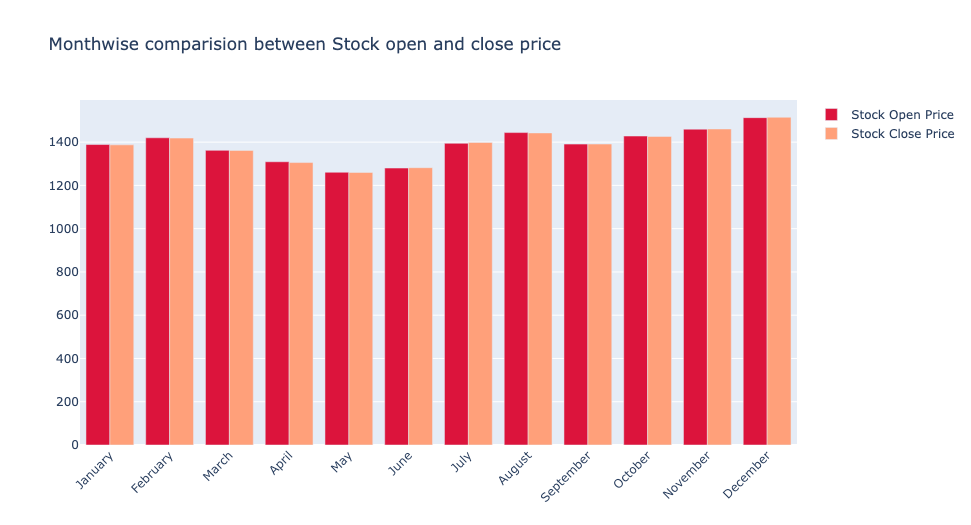 Monthwise comparision between Stock open and close price
Stock Open Price
Stock Close Price
1400
1200
1000
800
600
400
200
0
January
February
March
April
May
June
July
August
September
October
November
December